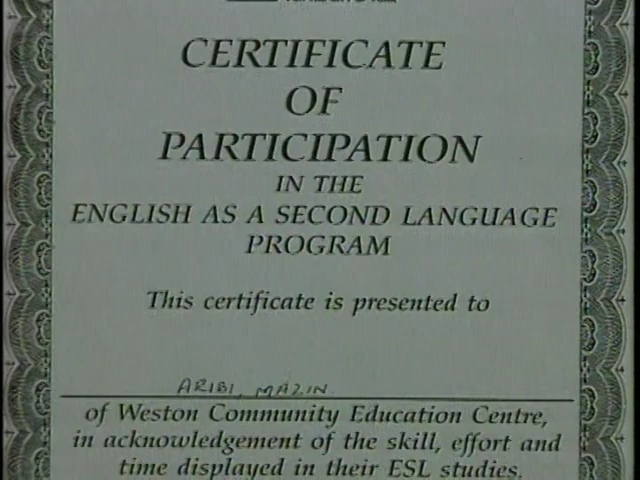 CERTIFICATE
OF
PARTICIPATION
IN THE
ENGLISH AS A SECOND LANGUAGE
PROGRAM
This certificate is presented to
ARIBI, MAZIN
of Weston Community Education Centre,
in acknowledgement of the skill, effort and
time displayed in their ESL studies.